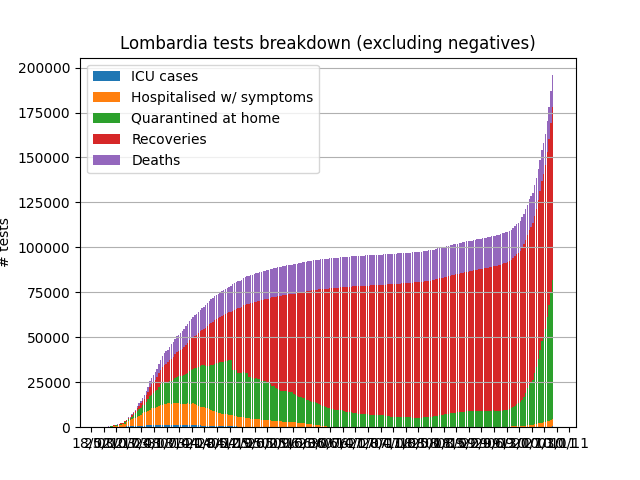 Lombardia tests breakdown (excluding negatives)
200000
175000
150000
125000
100000
75000
50000
25000
0
# tests
ICU cases
Hospitalised w/ symptoms
Quarantined at home
Recoveries
Deaths